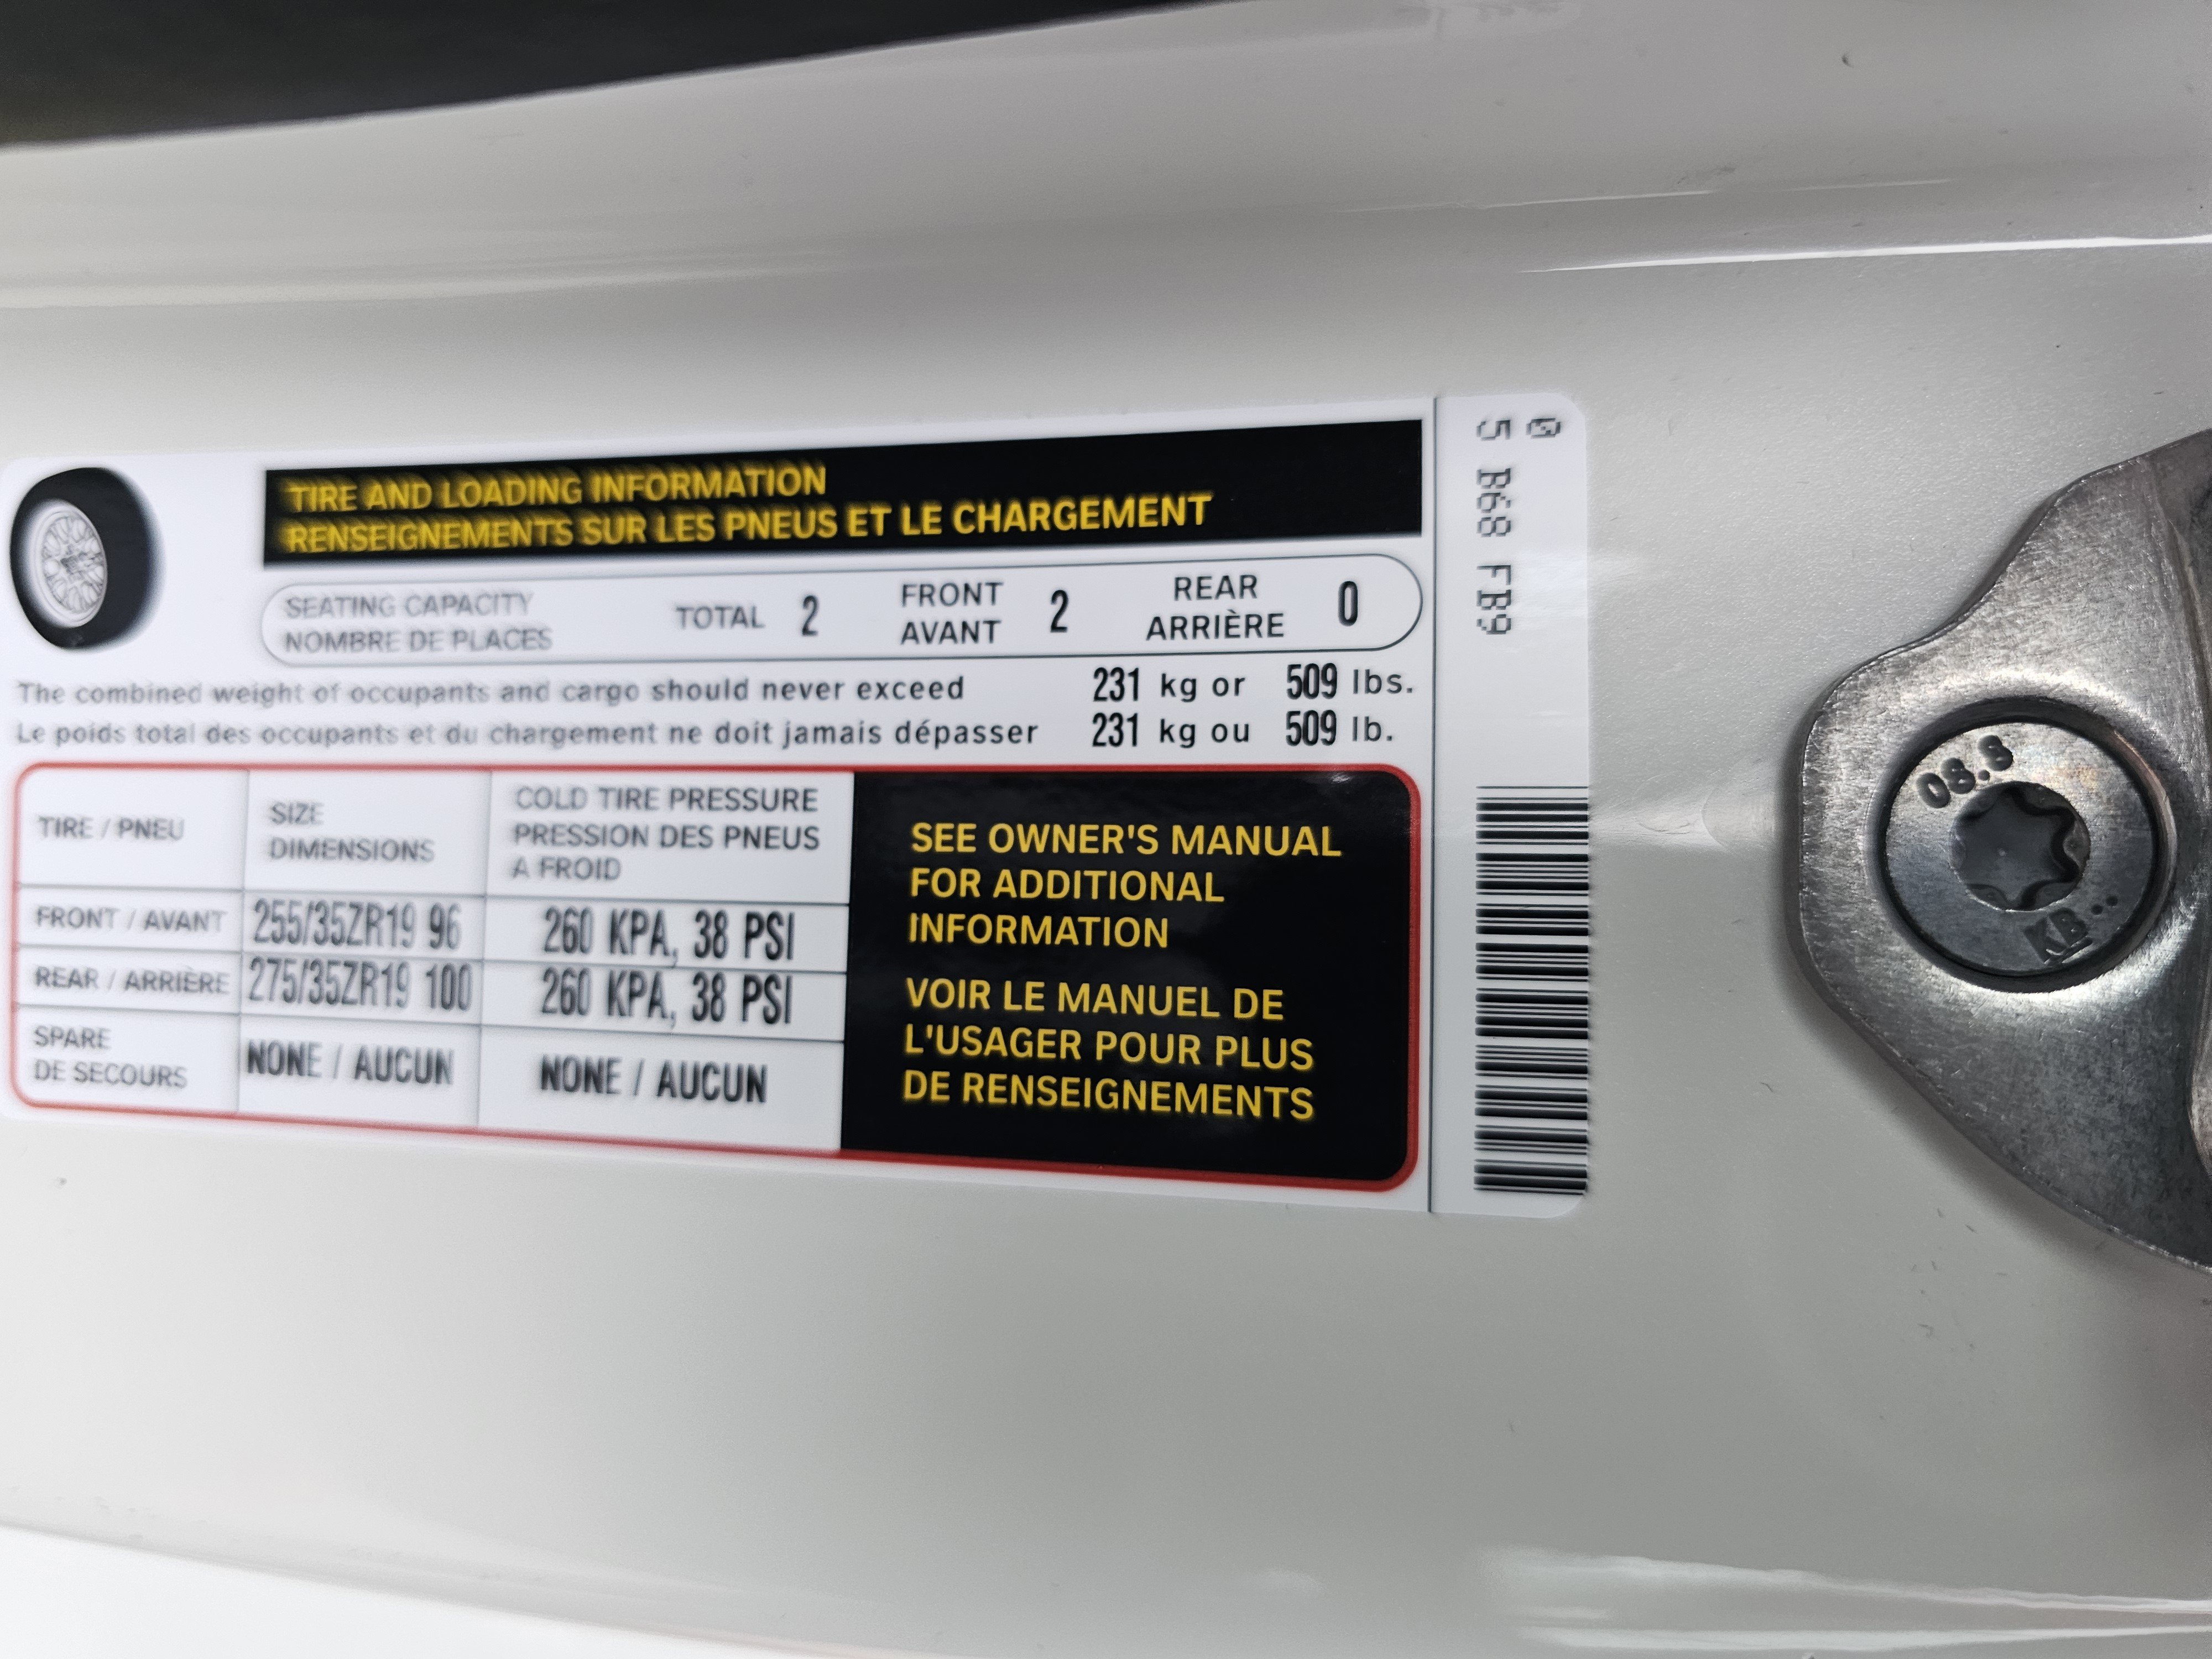 TIRE AND LOADING INFORMATION
RENSEIGNEMENTS SUR LES PNEUS ET LE CHARGEMENT
SEATING CAPACITY
NOMBRE DE PLACES
TOTAL 2
FRONT
AVANT
2
REAR
ARRIÈRE
0
The combined weight of occupants and cargo should never exceed 231 kg or 509 lbs.
Le poids total des occupants et du chargement ne doit jamais dépasser 231 kg ou 509 lb.
TIRE / PNEU
SIZE
DIMENSIONS
COLD TIRE PRESSURE
PRESSION DES PNEUS
A FROID
FRONT / AVANT 255/35ZR19 96 260 KPA, 38 PSI
REAR / ARRIÈRE 275/35ZR19 100 260 KPA, 38 PSI
SPARE
DE SECOURS
NONE / AUCUN NONE / AUCUN
SEE OWNER'S MANUAL
FOR ADDITIONAL
INFORMATION
VOIR LE MANUEL DE
L'USAGER POUR PLUS
DE RENSEIGNEMENTS
0
5 B68 FB9
08.8
KB